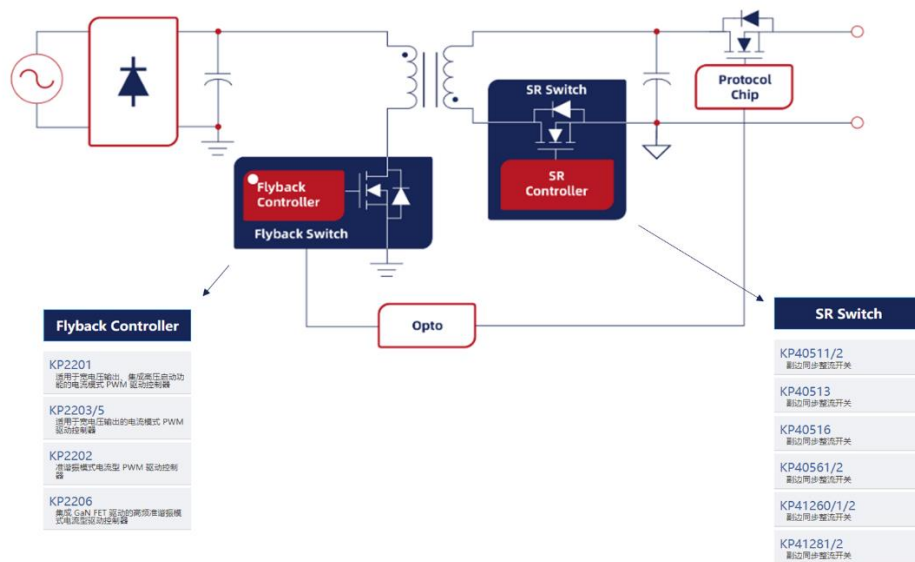 Protocol
Chip
SR Switch
SR
Controller
Flyback
Controller
Flyback Switch
Opto
Flyback Controller
KP2201
适用于宽电压输出、集成高压启动功
能的电流模式 PWM 驱动控制器
KP2203/5
适用于宽电压输出的电流模式 PWM
驱动控制器
KP2202
准谐振模式电流型 PWM 驱动控制
器
KP2206
集成 GaN FET 驱动的高频准谐振模
式电流型驱动控制器
SR Switch
KP40511/2
副边同步整流开关
KP40513
副边同步整流开关
KP40516
副边同步整流开关
KP40561/2
副边同步整流开关
KP41260/1/2
副边同步整流开关
KP41281/2
副边同步整流开关